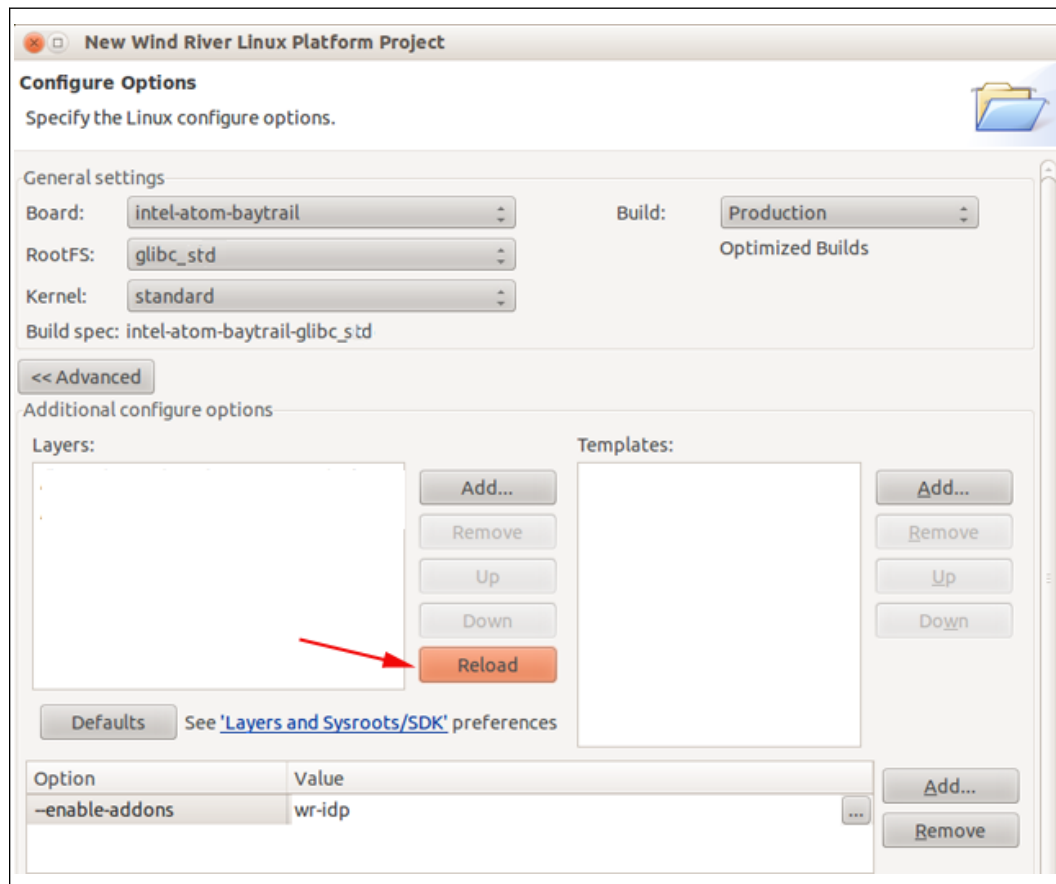 New Wind River Linux Platform Project
Configure Options
Specify the Linux configure options.
General settings
Board: intel-atom-baytrail Build: Production
RootFS: glibc_std Optimized Builds
Kernel: standard
Build spec: intel-atom-baytrail-glibc_std
<< Advanced
Additional configure options
Layers: Templates:
Add... Add...
Remove Remove
Up Up
Down Down
Reload
Defaults See 'Layers and Sysroots/SDK' preferences
Option Value Add...
--enable-addons wr-idp ... Remove